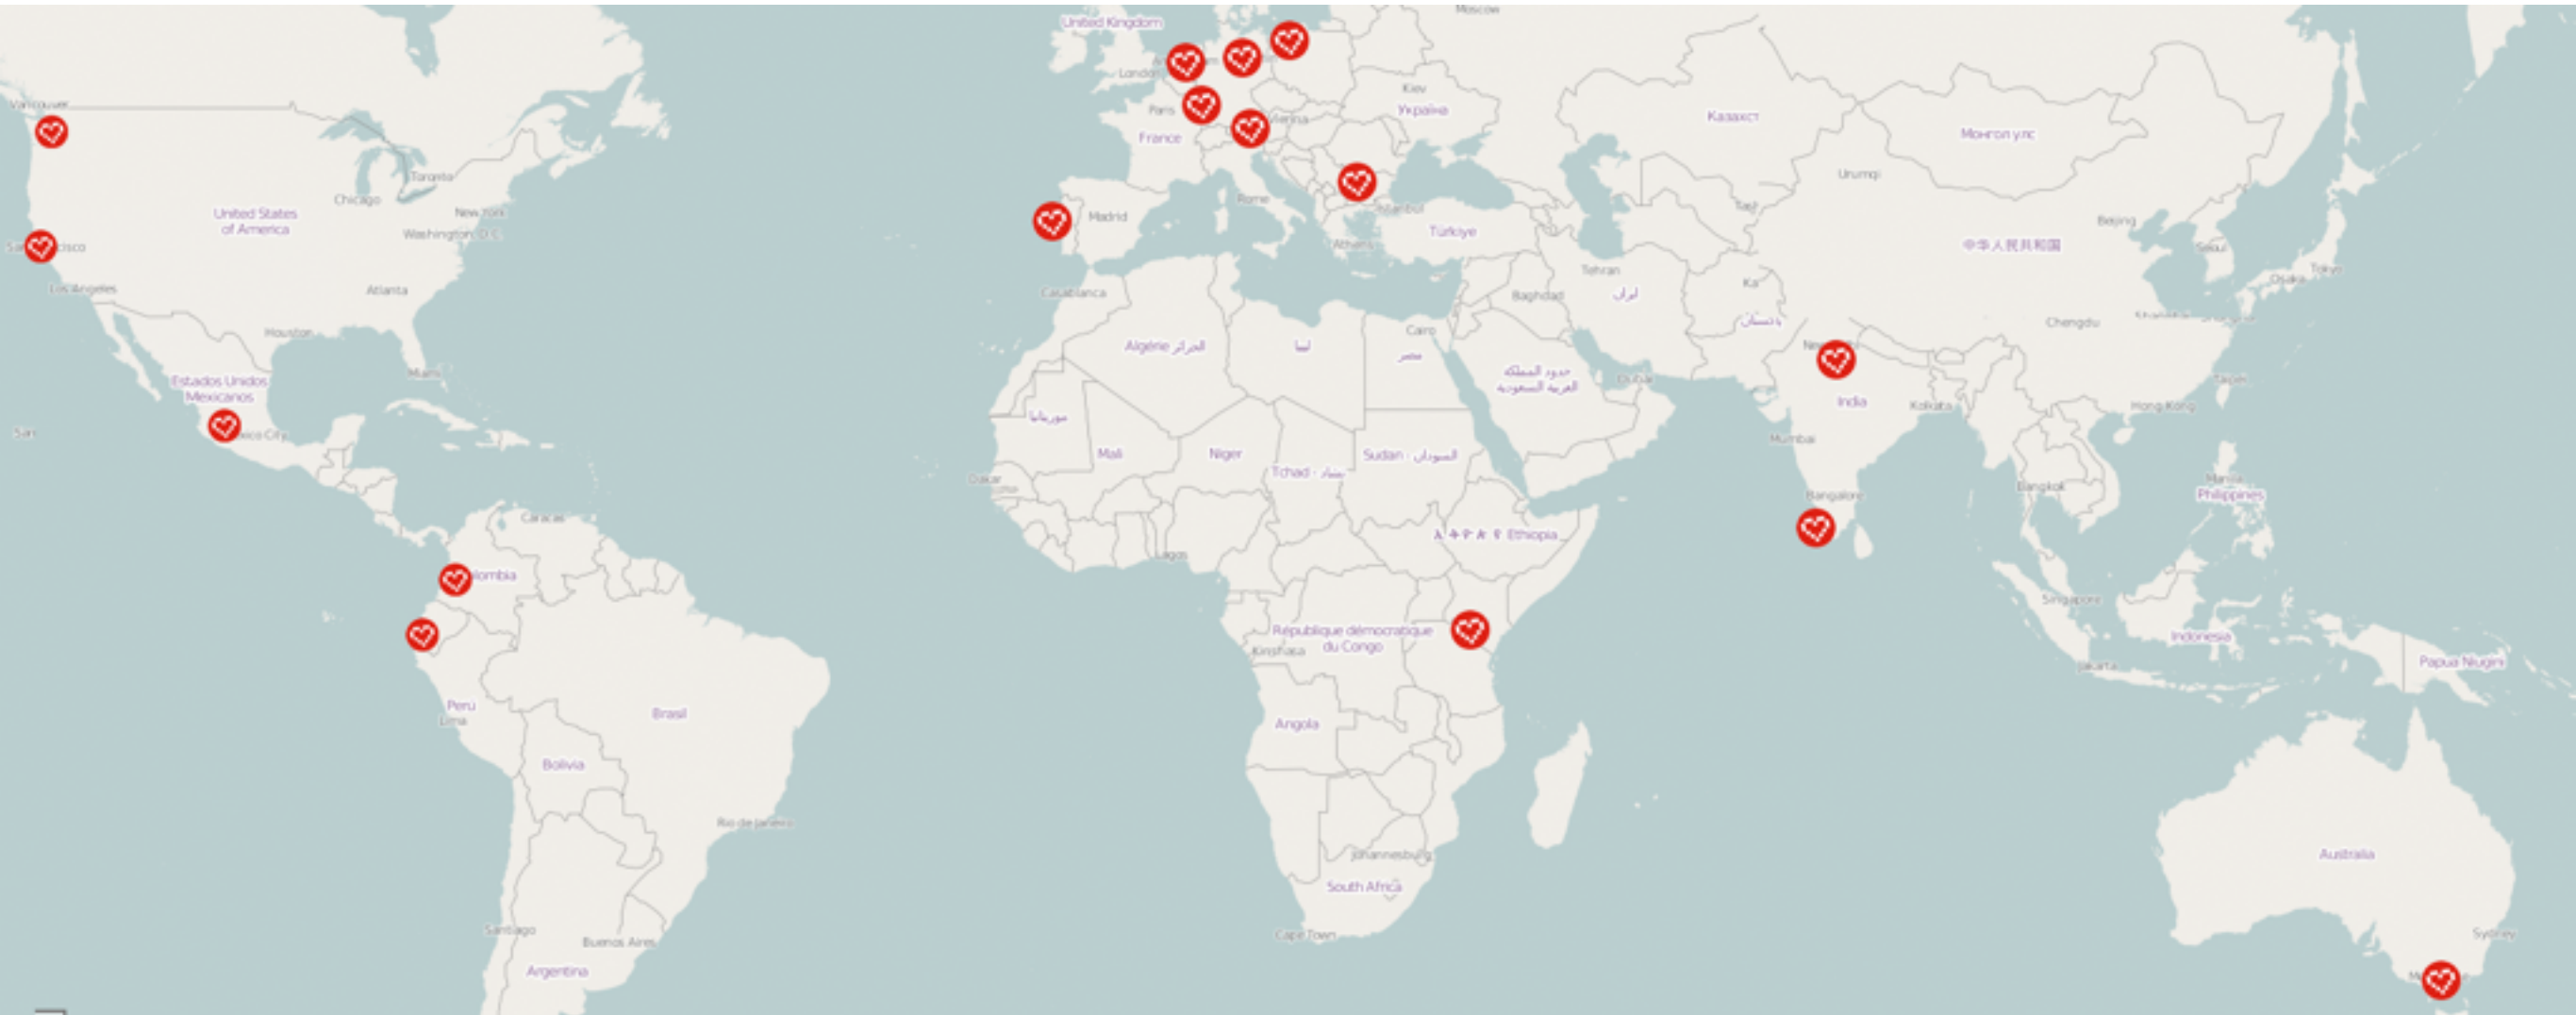 Moscow
United Kingdom
London
Kiev
Україна
Paris
France
Vancouver
Монгол улс
Toronto
Urumqi
Chicago
Rome
Madrid
New York
United States
of America
Washington, D.C.
Istanbul
Türkiye
Beijing
中华人民共和国
Athens
Seoul
Tokyo
Osaka
Tehran
Baghdad
ایران
Los Angeles
Atlanta
Casablanca
Chengdu
Houston
Cairo
Algérie الجزائر
ليبيا
مصر
Miami
Dubai
Taipei
Estados Unidos
Mexicanos
India
Kolkata
Hong Kong
موريتانيا
San
Mumbai
Mali
Niger
Tchad
Sudan · السودان
Dakar
Bangkok
Manila
Philippines
Bangalore
Caracas
Ethiopia
Lagos
Singapore
République démocratique
du Congo
Kinshasa
Indonesia
Jakarta
Papua Niugini
Perú
Lima
Brasil
Angola
Bolivia
Rio de Janeiro
Johannesburg
Australia
South Africa
Santiago
Buenos Aires
Cape Town
Sydney
Argentina